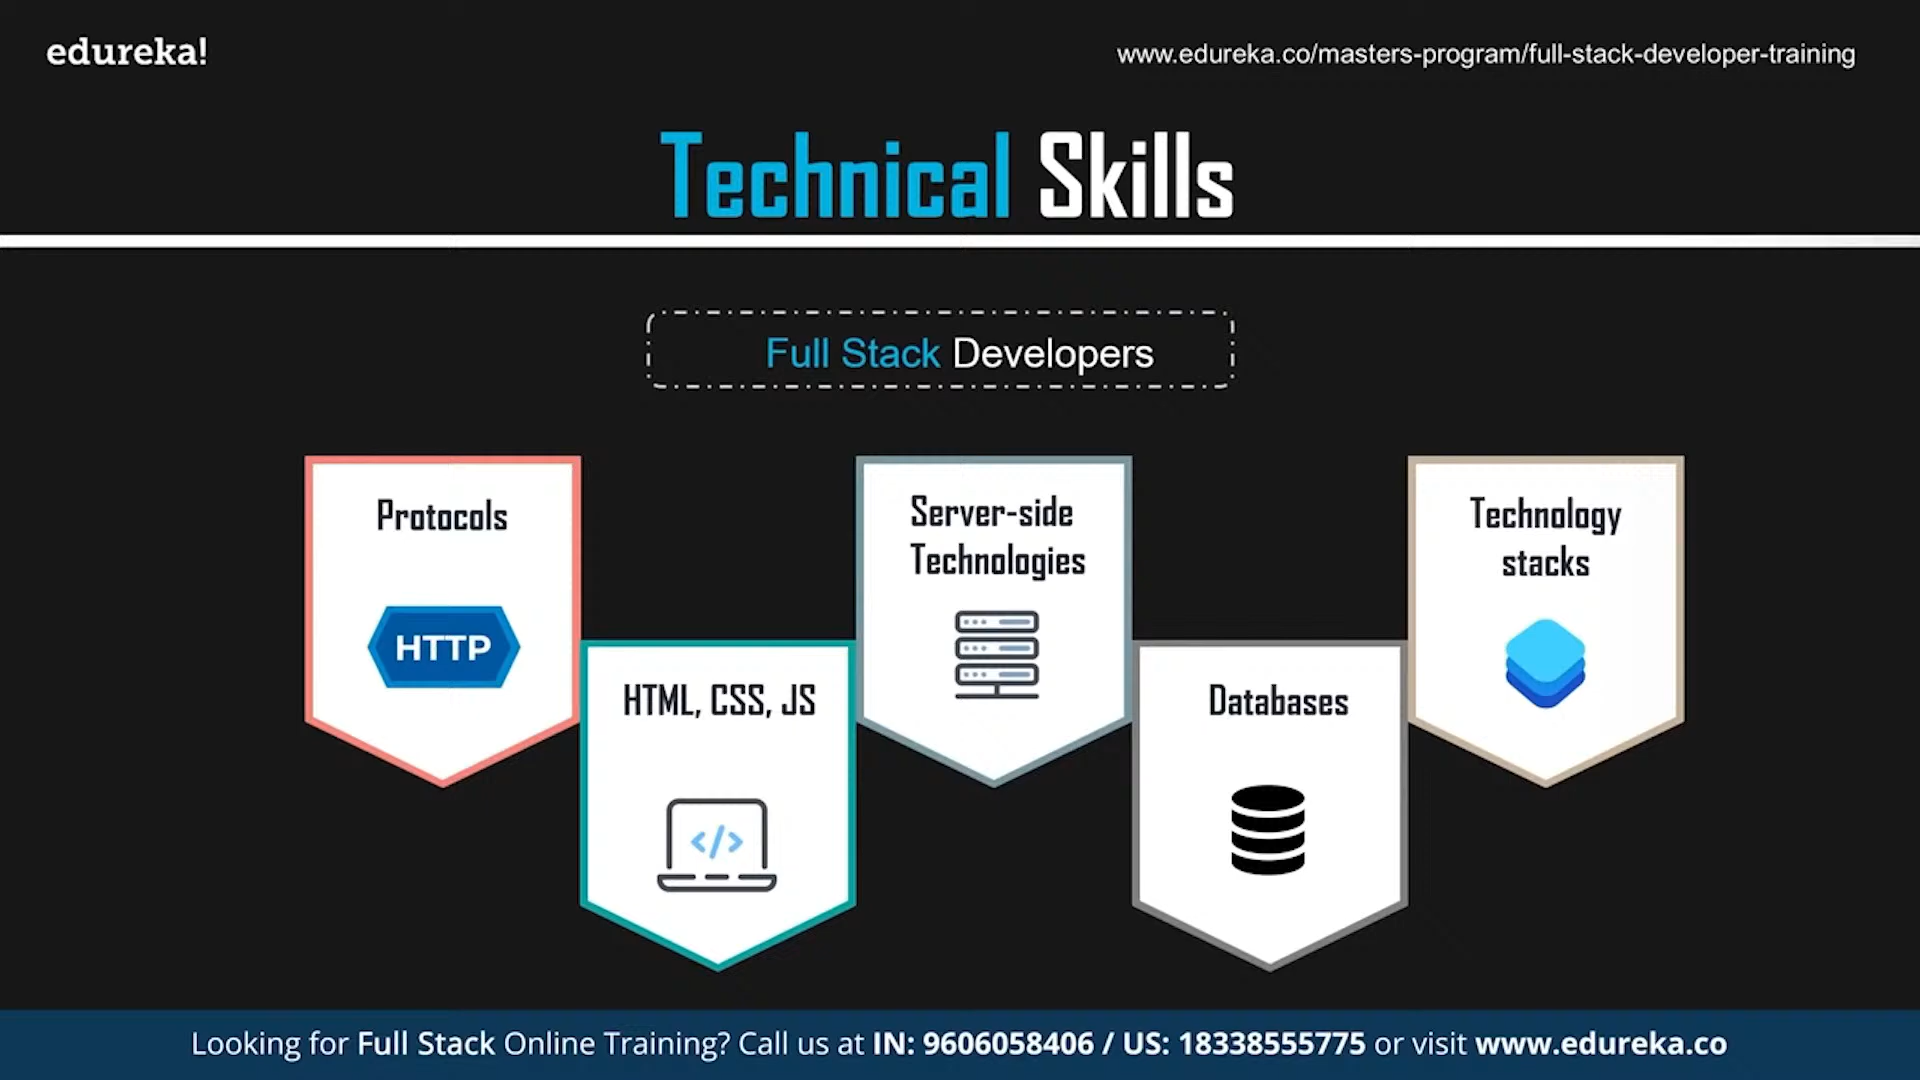 edureka!
www.edureka.co/masters-program/full-stack-developer-training
Technical Skills
Full Stack Developers
Protocols
HTTP
HTML, CSS, JS
</>
Server-side
Technologies
Databases
Technology
stacks
Looking for Full Stack Online Training? Call us at IN: 9606058406 / US: 18338555775 or visit www.edureka.co